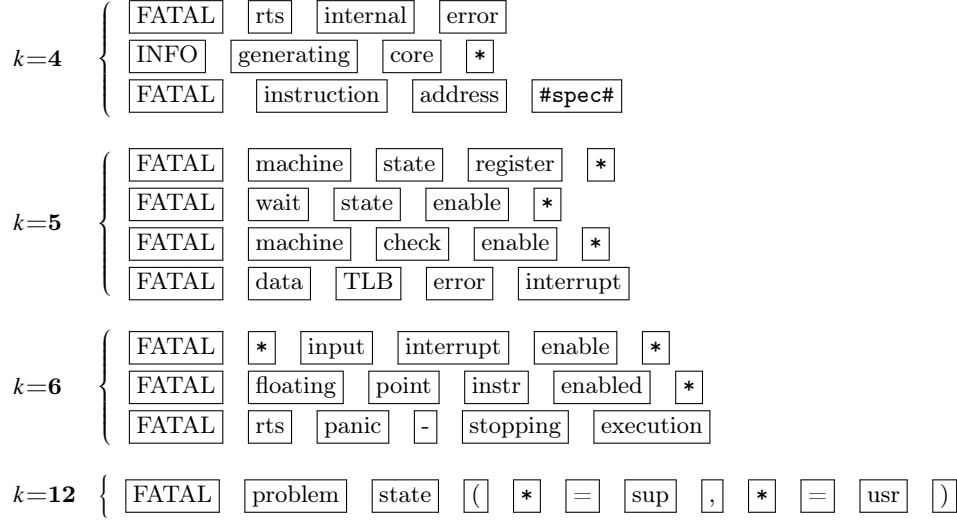 k=4
FATAL rts internal error
INFO generating core *
FATAL instruction address #spec#
k=5
FATAL machine state register *
FATAL wait state enable *
FATAL machine check enable *
FATAL data TLB error interrupt
k=6
FATAL * input interrupt enable *
FATAL floating point instr enabled *
FATAL rts panic - stopping execution
k=12 FATAL problem state ( * = sup , * = usr )